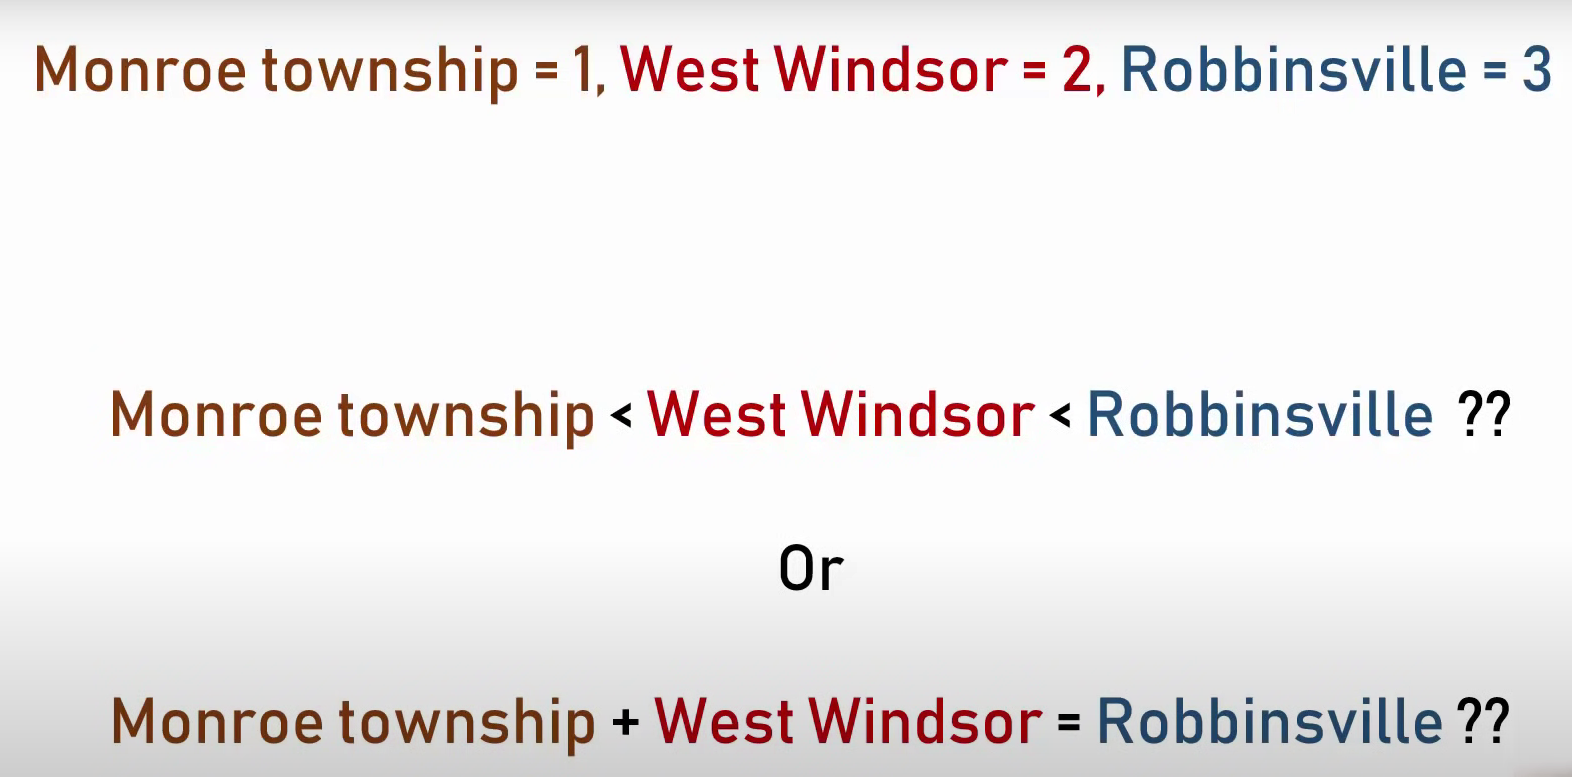 Monroe township = 1, West Windsor = 2, Robbinsville = 3
Monroe township < West Windsor < Robbinsville ??
Or
Monroe township + West Windsor = Robbinsville ??